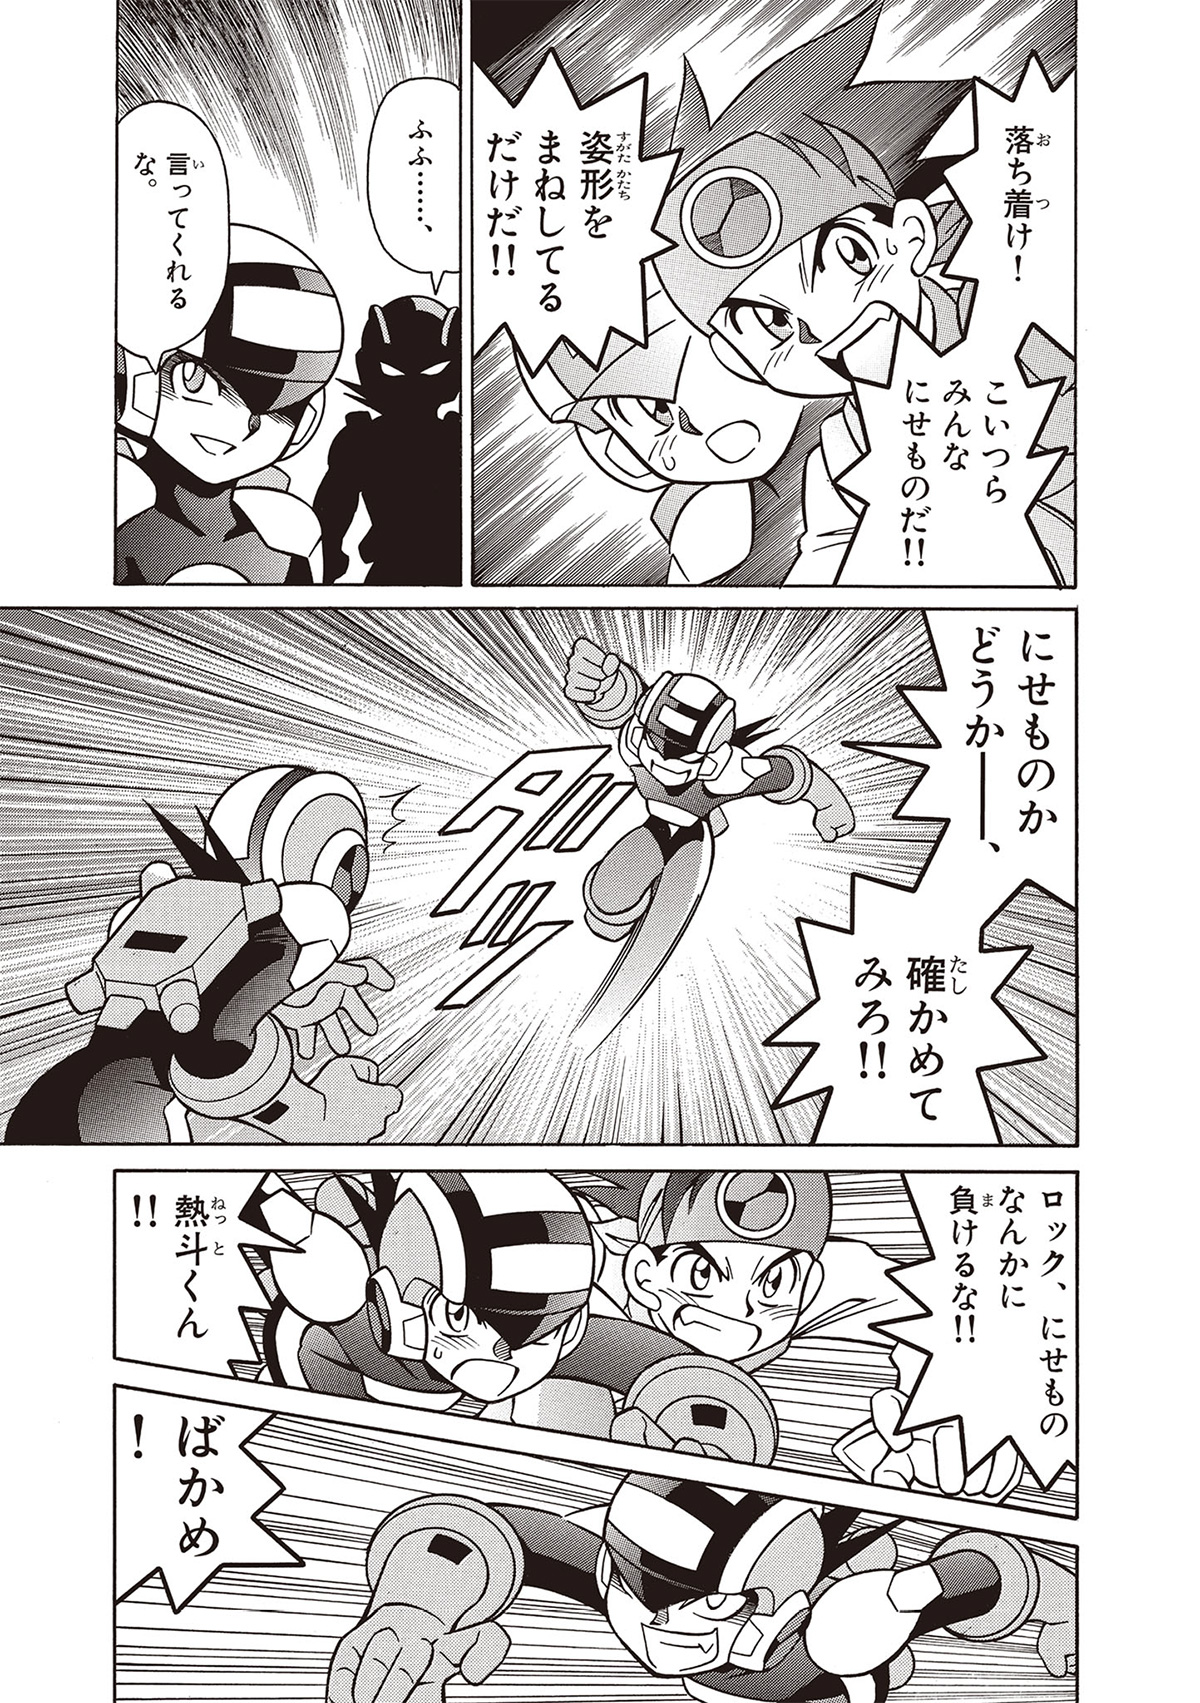 落ち着け！
こいつら
みんな
にせものだ!!
姿形を
まねしてる
だけだ!!
ふふ……、
言ってくれる
な。
にせものか
どうか――、
確かめて
みろ!!
ダダダッ
ロック、にせもの
なんかに
負けるな!!
熱斗くん
!!
ばかめ
！